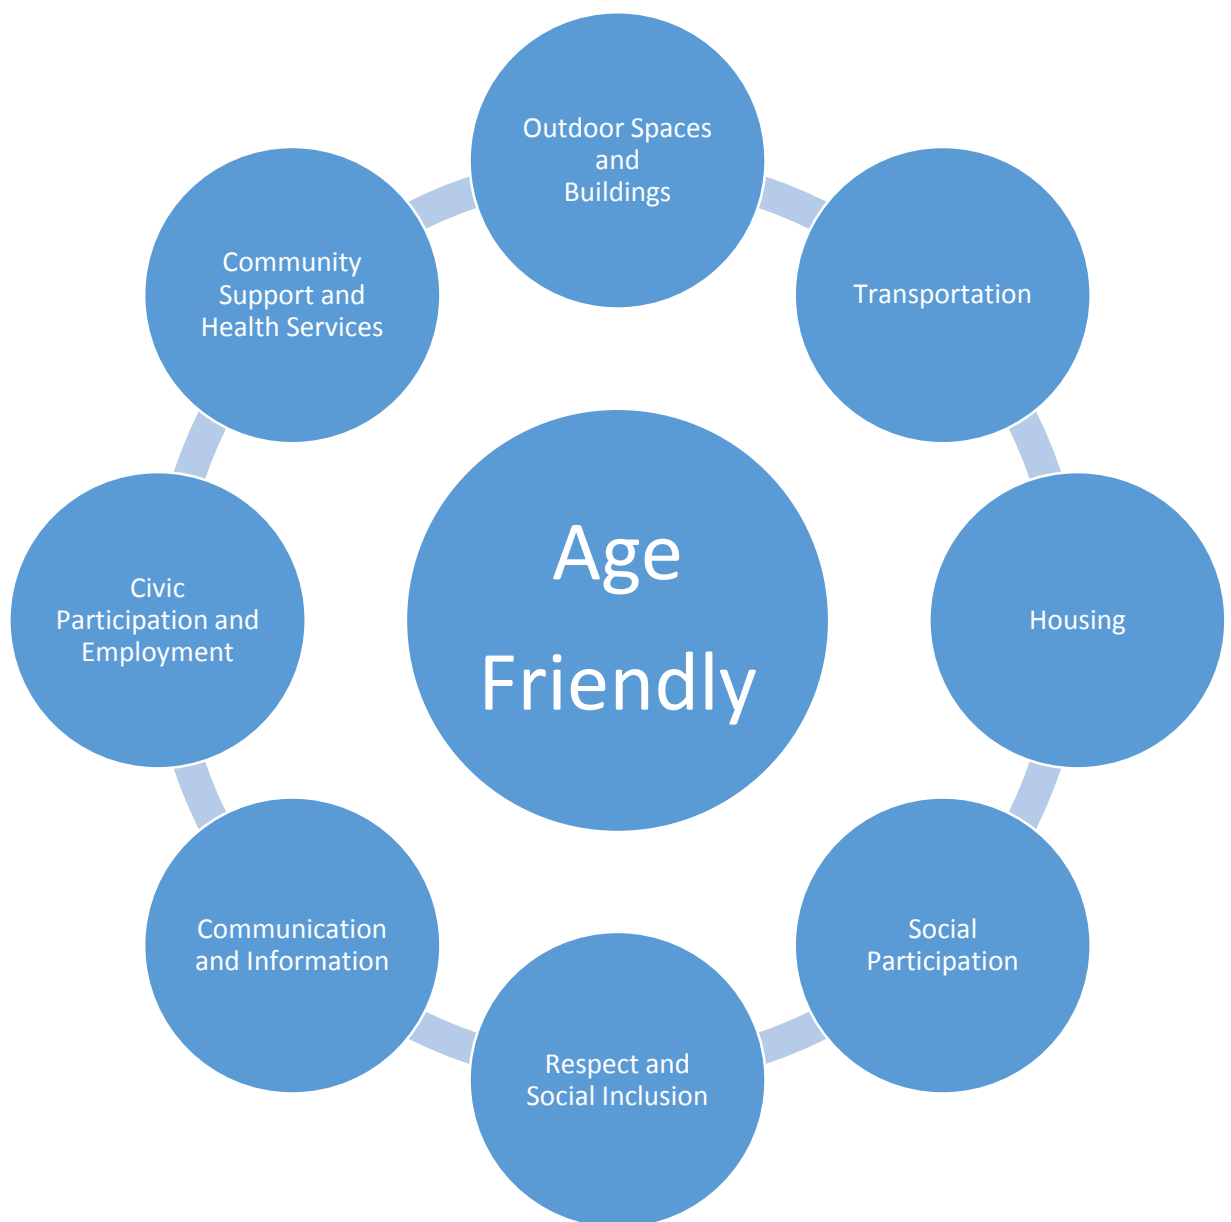 Outdoor Spaces
and
Buildings
Transportation
Housing
Social
Participation
Respect and
Social Inclusion
Communication
and Information
Civic
Participation and
Employment
Community
Support and
Health Services
Age
Friendly